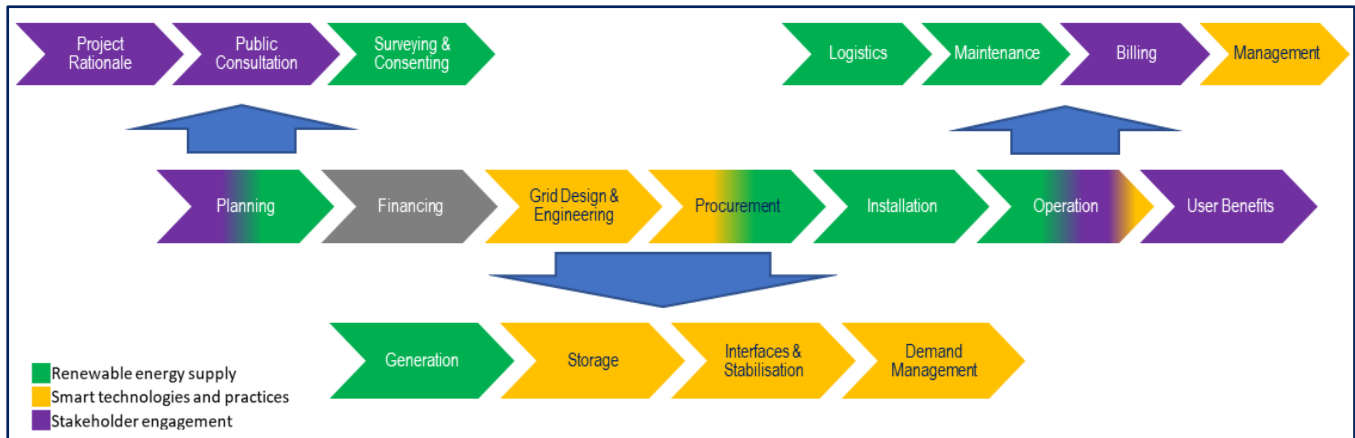 Project
Rationale
Public
Consultation
Surveying &
Consenting
Logistics
Maintenance
Billing
Management
Planning
Financing
Grid Design &
Engineering
Procurement
Installation
Operation
User Benefits
Generation
Storage
Interfaces &
Stabilisation
Demand
Management
Renewable energy supply
Smart technologies and practices
Stakeholder engagement